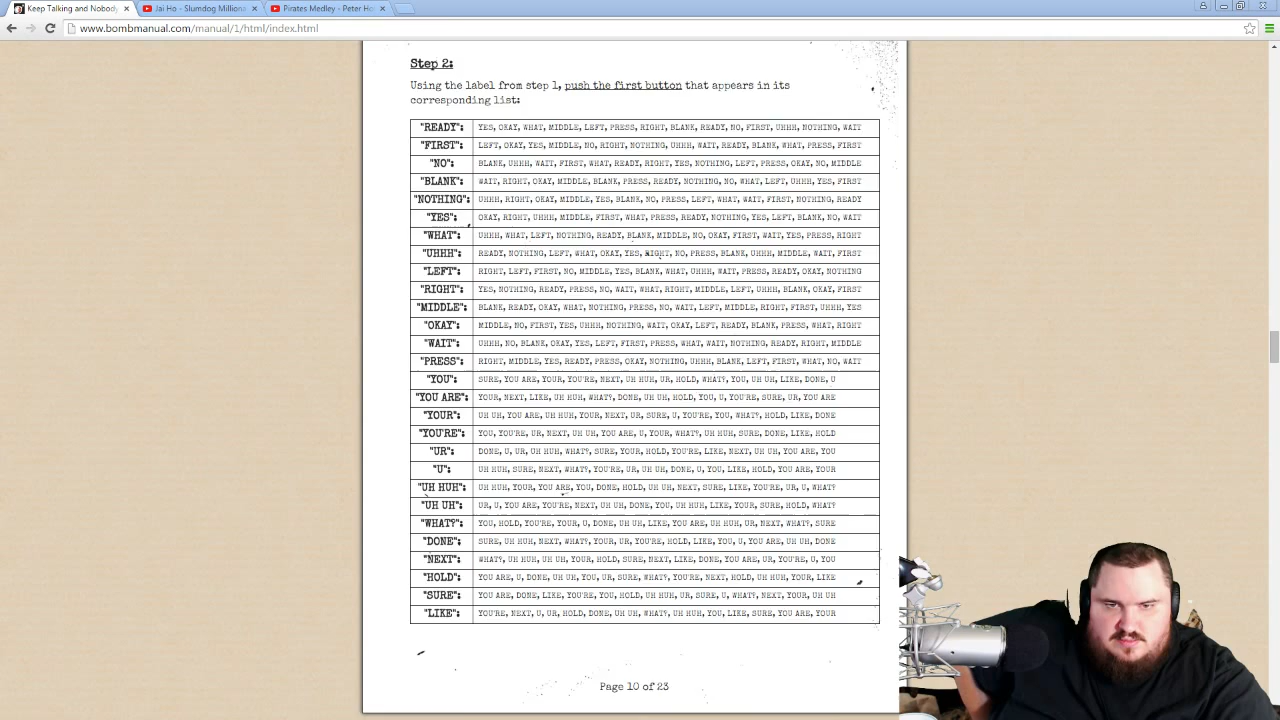 Keep Talking and Nobody
Jai Ho - Slumdog Milliona
Pirates Medley - Peter Ho
www.bombmanual.com/manual/1/html/index.html
Step 2:
Using the label from step 1, push the first button that appears in its
corresponding list:
"READY": YES, OKAY, WHAT, MIDDLE, LEFT, PRESS, RIGHT, BLANK, READY, NO, FIRST, UHHH, NOTHING, WAIT
"FIRST": LEFT, OKAY, YES, MIDDLE, NO, RIGHT, NOTHING, UHHH, WAIT, READY, BLANK, WHAT, PRESS, FIRST
"NO": BLANK, UHHH, WAIT, FIRST, WHAT, READY, RIGHT, YES, NOTHING, LEFT, PRESS, OKAY, NO, MIDDLE
"BLANK": WAIT, RIGHT, OKAY, MIDDLE, BLANK, PRESS, READY, NOTHING, NO, WHAT, LEFT, UHHH, YES, FIRST
"NOTHING": UHHH, RIGHT, OKAY, MIDDLE, YES, BLANK, NO, PRESS, LEFT, WHAT, WAIT, FIRST, NOTHING, READY
"YES": OKAY, RIGHT, UHHH, MIDDLE, FIRST, WHAT, PRESS, READY, NOTHING, YES, LEFT, BLANK, NO, WAIT
"WHAT": UHHH, WHAT, LEFT, NOTHING, READY, BLANK, MIDDLE, NO, OKAY, FIRST, WAIT, YES, PRESS, RIGHT
"UHHH": READY, NOTHING, LEFT, WHAT, OKAY, YES, RIGHT, NO, PRESS, BLANK, UHHH, MIDDLE, WAIT, FIRST
"LEFT": RIGHT, LEFT, FIRST, NO, MIDDLE, YES, BLANK, WHAT, UHHH, WAIT, PRESS, READY, OKAY, NOTHING
"RIGHT": YES, NOTHING, READY, PRESS, NO, WAIT, WHAT, RIGHT, MIDDLE, LEFT, UHHH, BLANK, OKAY, FIRST
"MIDDLE": BLANK, READY, OKAY, WHAT, NOTHING, PRESS, NO, WAIT, LEFT, MIDDLE, RIGHT, FIRST, UHHH, YES
"OKAY": MIDDLE, NO, FIRST, YES, UHHH, NOTHING, WAIT, OKAY, LEFT, READY, BLANK, PRESS, WHAT, RIGHT
"WAIT": UHHH, NO, BLANK, OKAY, YES, LEFT, FIRST, PRESS, WHAT, WAIT, NOTHING, READY, RIGHT, MIDDLE
"PRESS": RIGHT, MIDDLE, YES, READY, PRESS, OKAY, NOTHING, UHHH, BLANK, LEFT, FIRST, WHAT, NO, WAIT
"YOU": SURE, YOU ARE, YOUR, YOU'RE, NEXT, UH HUH, UR, HOLD, WHAT?, YOU, UH UH, LIKE, DONE, U
"YOU ARE": YOUR, NEXT, LIKE, UH HUH, WHAT?, DONE, UH UH, HOLD, YOU, U, YOU'RE, SURE, UR, YOU ARE
"YOUR": UH UH, YOU ARE, UH HUH, YOUR, NEXT, UR, SURE, U, YOU'RE, YOU, WHAT?, HOLD, LIKE, DONE
"YOU'RE": YOU, YOU'RE, UR, NEXT, UH UH, YOU ARE, U, YOUR, WHAT?, UH HUH, SURE, DONE, LIKE, HOLD
"UR": DONE, U, UR, UH HUH, WHAT?, SURE, YOUR, HOLD, YOU'RE, LIKE, NEXT, UH UH, YOU ARE, YOU
"U": UH HUH, SURE, NEXT, WHAT?, YOU'RE, UR, UH UH, DONE, U, YOU, LIKE, HOLD, YOU ARE, YOUR
"UH HUH": UH HUH, YOUR, YOU ARE, YOU, DONE, HOLD, UH UH, NEXT, SURE, LIKE, YOU'RE, UR, U, WHAT?
"UH UH": UR, U, YOU ARE, YOU'RE, NEXT, UH UH, DONE, YOU, UH HUH, LIKE, YOUR, SURE, HOLD, WHAT?
"WHAT?": YOU, HOLD, YOU'RE, YOUR, U, DONE, UH UH, LIKE, YOU ARE, UH HUH, UR, NEXT, WHAT?, SURE
"DONE": SURE, UH HUH, NEXT, WHAT?, YOUR, UR, YOU'RE, HOLD, LIKE, YOU, U, YOU ARE, UH UH, DONE
"NEXT": WHAT?, UH HUH, UH UH, YOUR, HOLD, SURE, NEXT, LIKE, DONE, YOU ARE, UR, YOU'RE, U, YOU
"HOLD": YOU ARE, U, DONE, UH UH, YOU, UR, SURE, WHAT?, YOU'RE, NEXT, HOLD, UH HUH, YOUR, LIKE
"SURE": YOU ARE, DONE, LIKE, YOU'RE, YOU, HOLD, UH HUH, UR, SURE, U, WHAT?, NEXT, YOUR, UH UH
"LIKE": YOU'RE, NEXT, U, UR, HOLD, DONE, UH UH, WHAT?, UH HUH, YOU, LIKE, SURE, YOU ARE, YOUR
Page 10 of 23